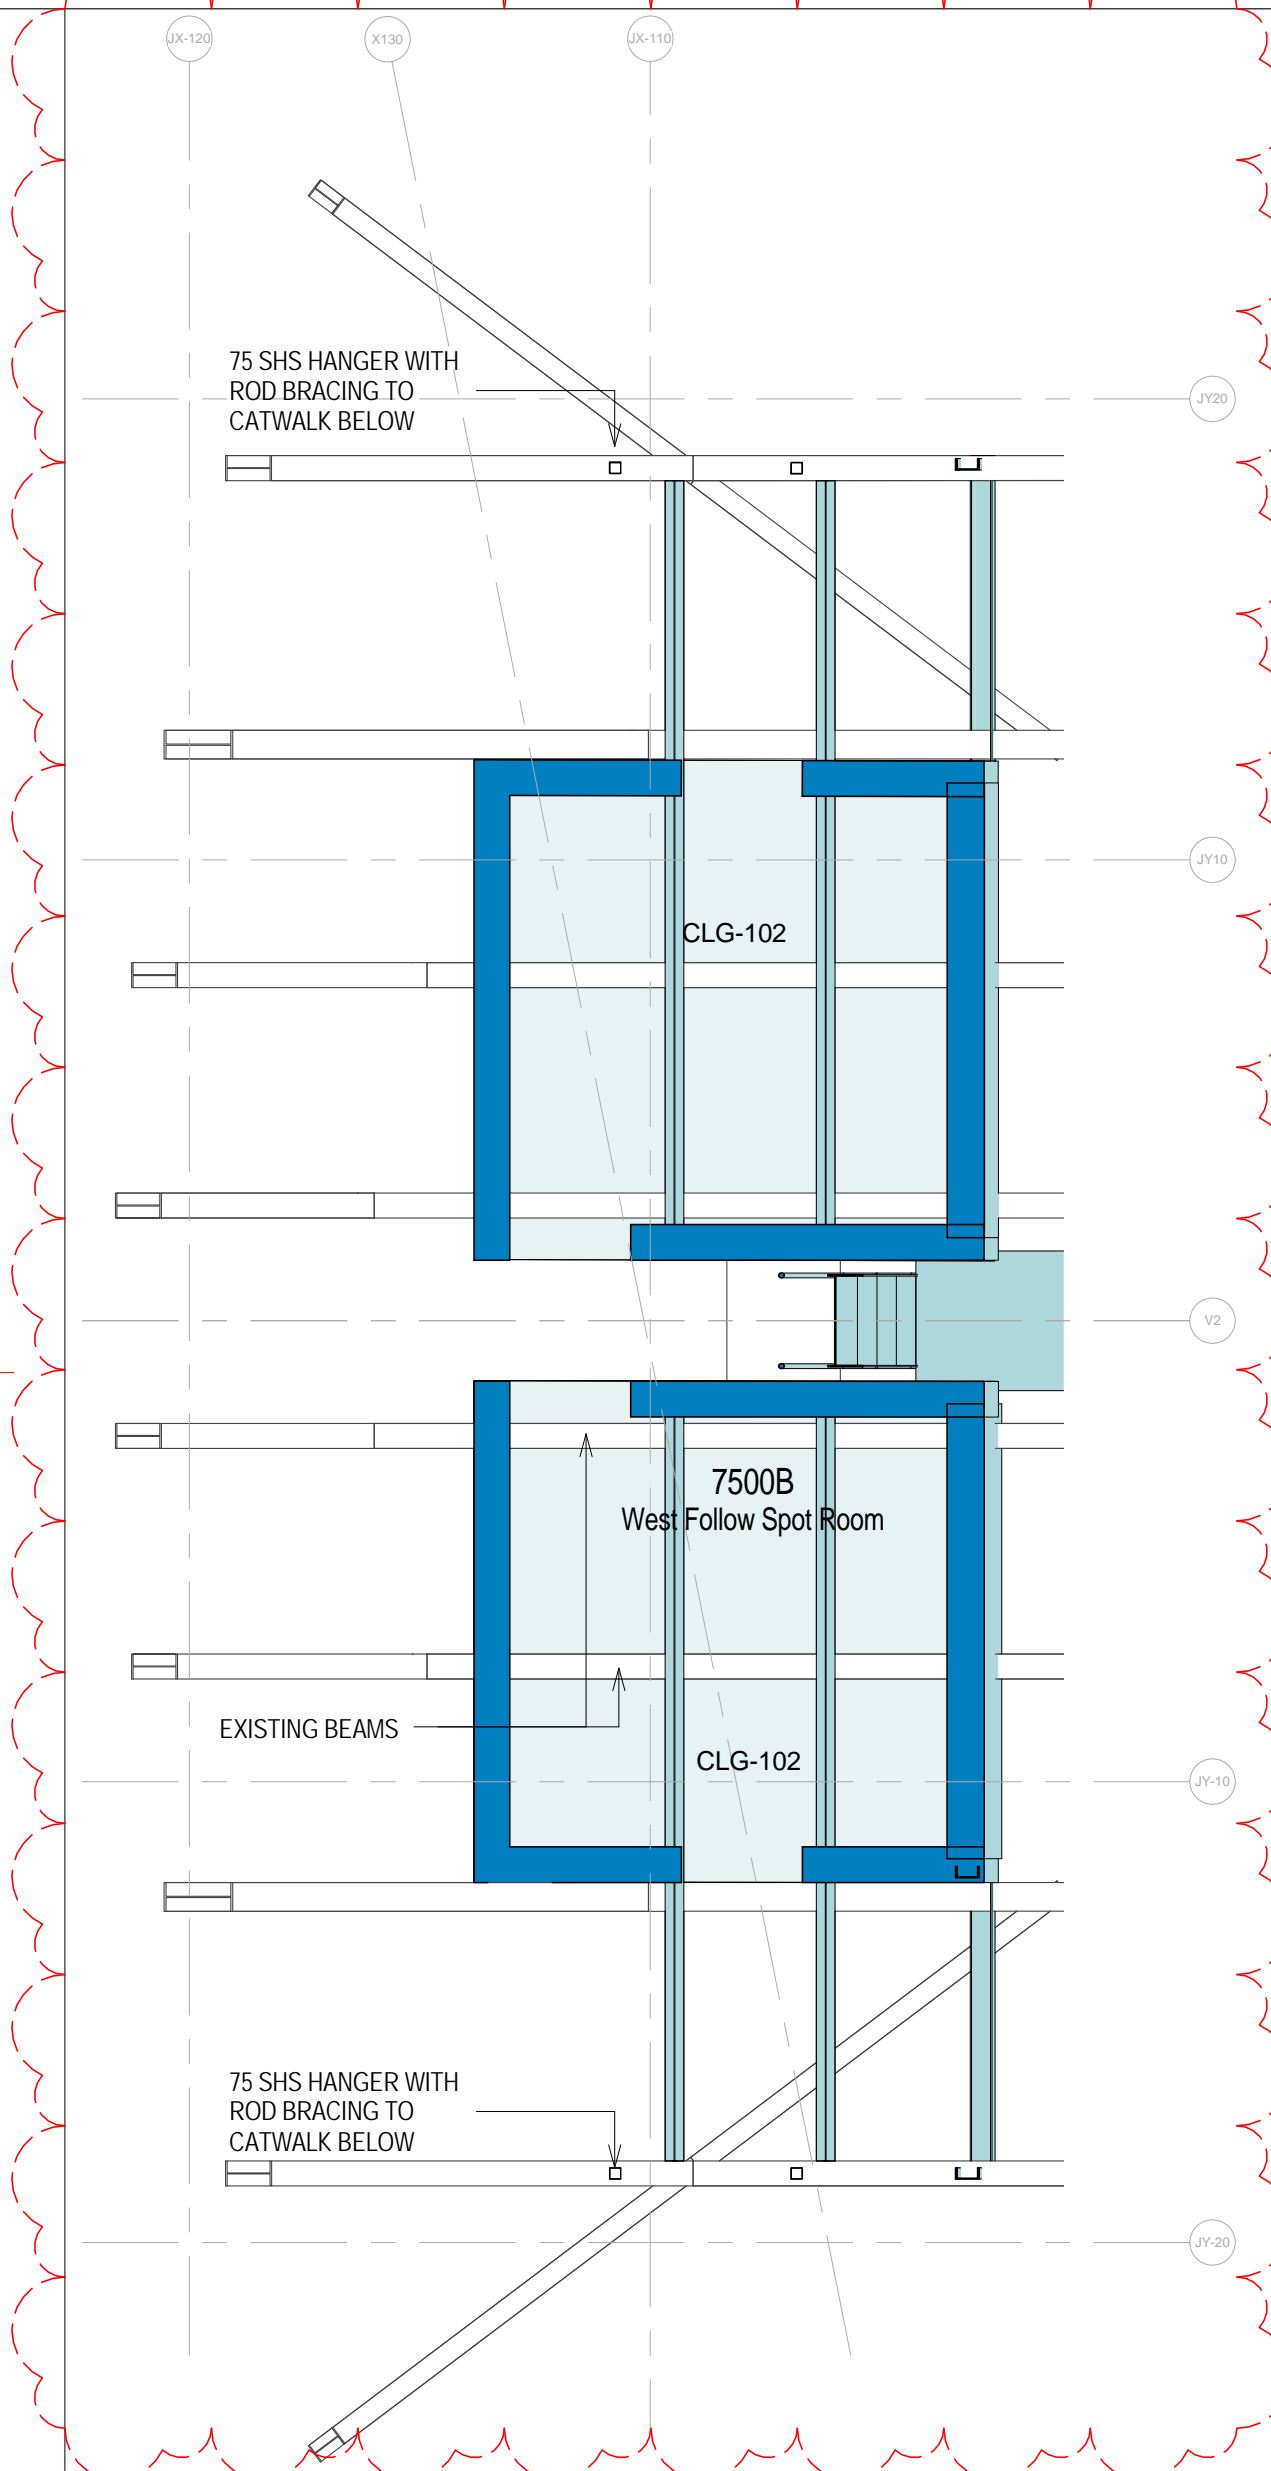 JX-120
X130
JX-110
75 SHS HANGER WITH
ROD BRACING TO
CATWALK BELOW
JY20
JY10
CLG-102
V2
7500B
West Follow Spot Room
EXISTING BEAMS
CLG-102
JY-10
75 SHS HANGER WITH
ROD BRACING TO
CATWALK BELOW
JY-20